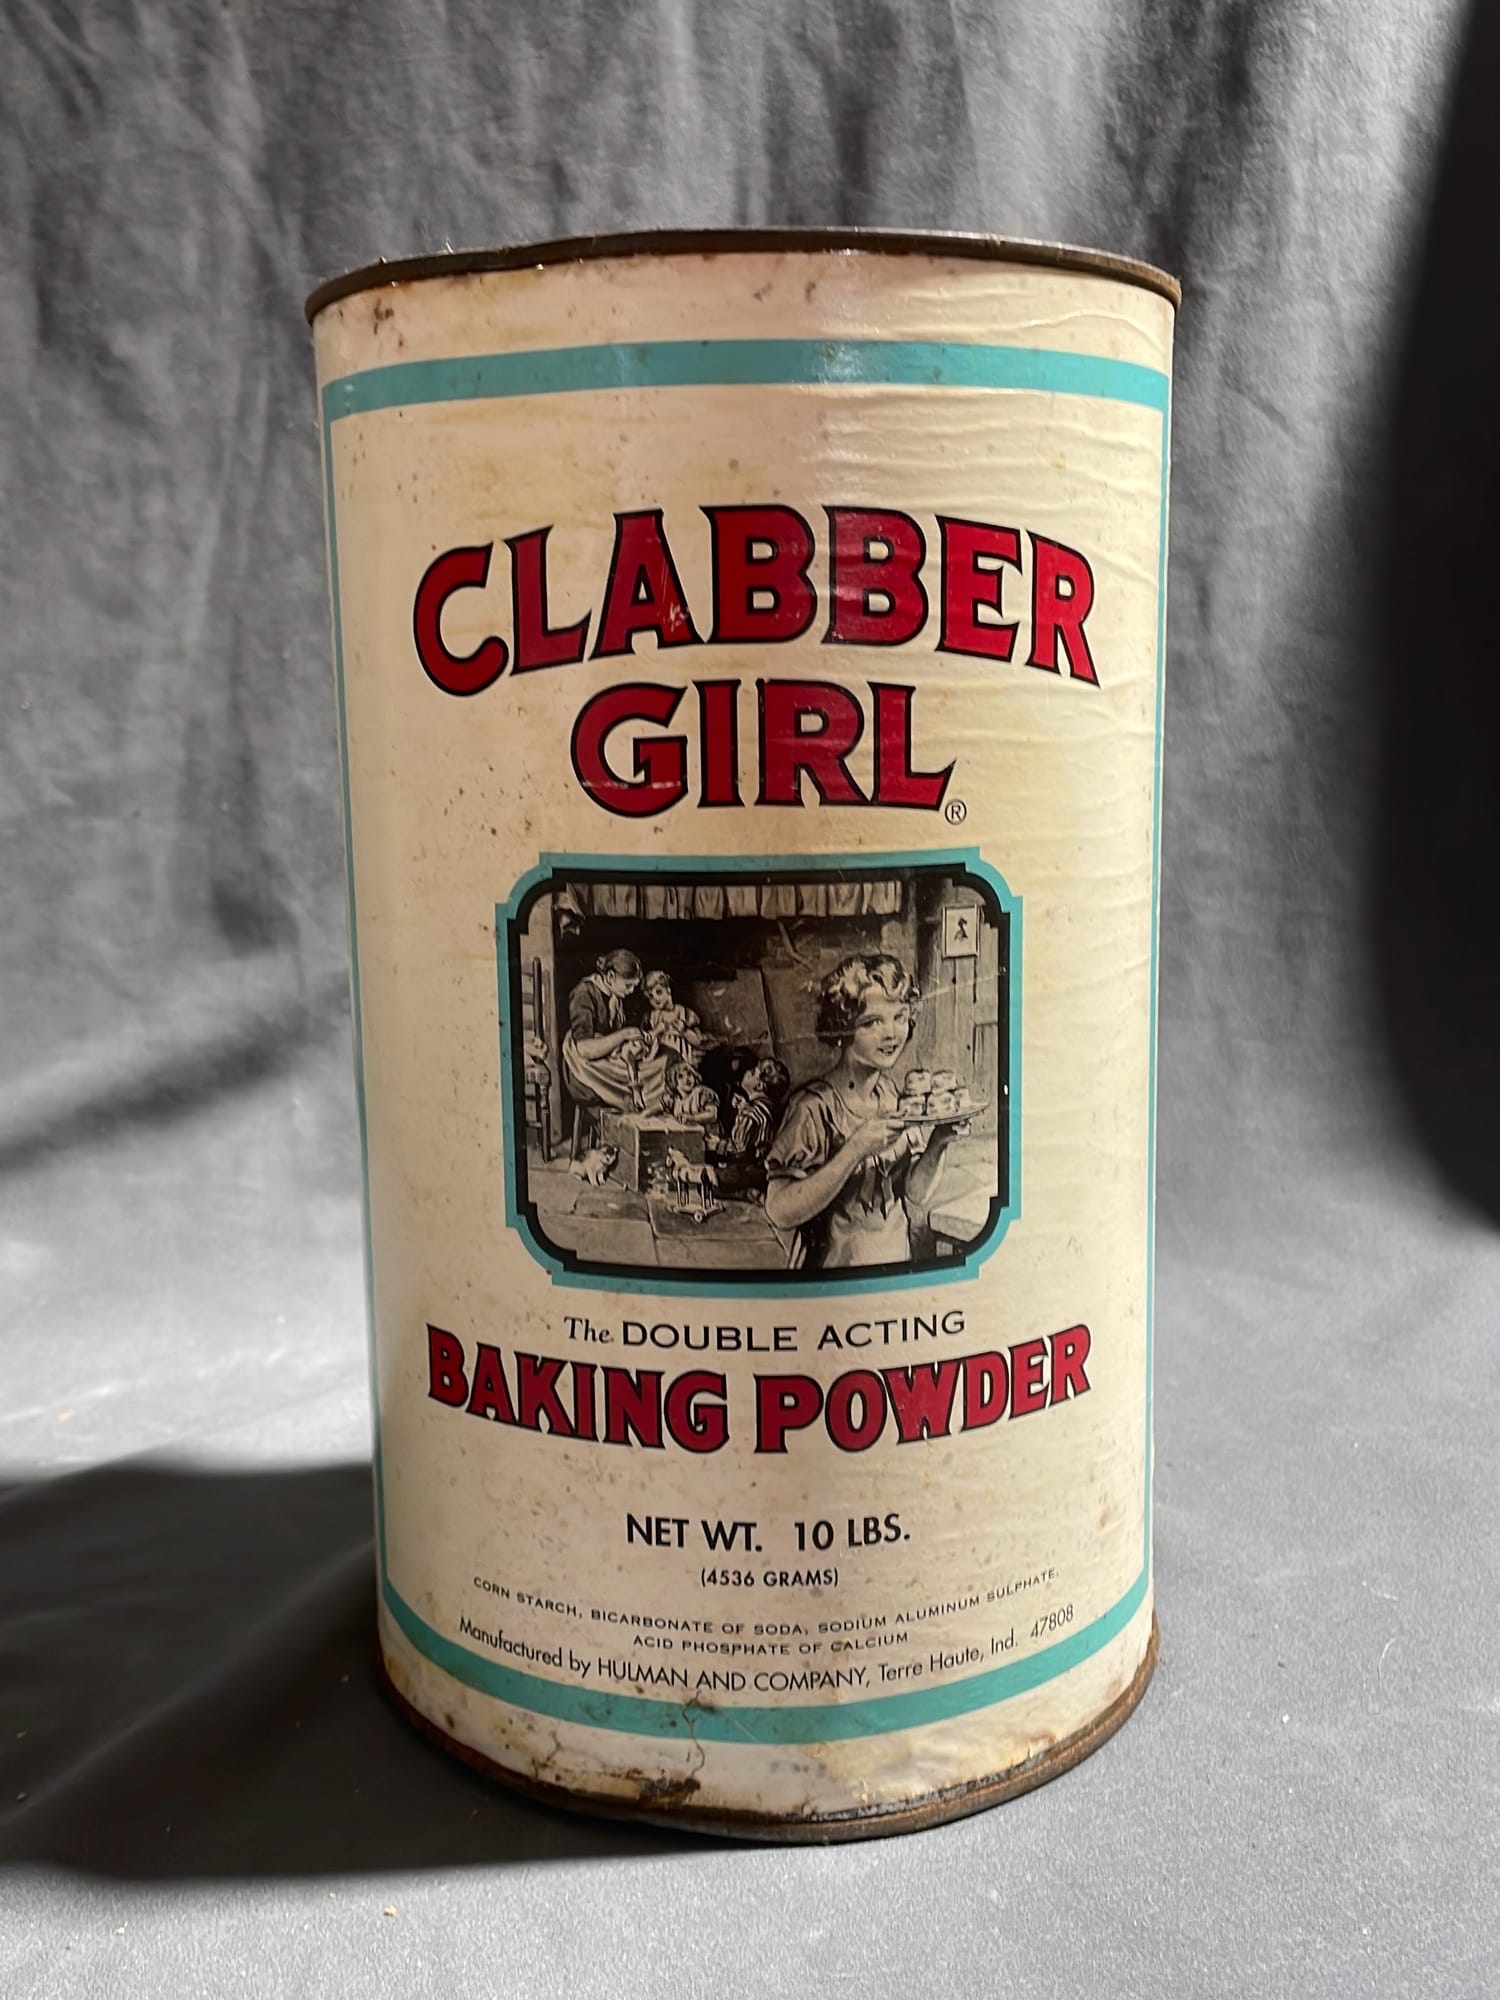 CLABBER
GIRL®
The DOUBLE ACTING
BAKING POWDER
NET WT. 10 LBS.
(4536 GRAMS)
CORN STARCH, BICARBONATE OF SODA, SODIUM ALUMINUM SULPHATE,
ACID PHOSPHATE OF CALCIUM
Manufactured by HULMAN AND COMPANY, Terre Haute, Ind. 47808